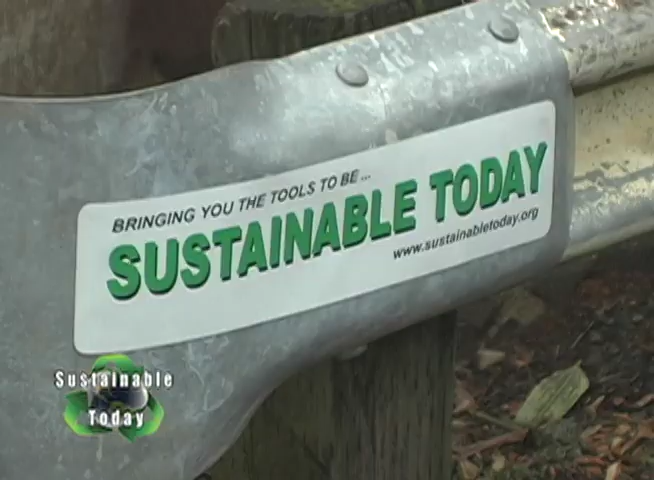 BRINGING YOU THE TOOLS TO BE...
SUSTAINABLE TODAY
www.sustainabletoday.org
Sustainable
Today